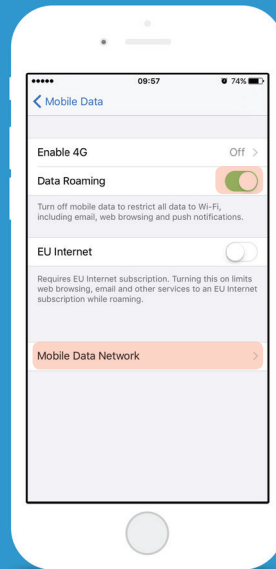 09:57
74%
Mobile Data
Enable 4G
Off
Data Roaming
Turn off mobile data to restrict all data to Wi-Fi,
including email, web browsing and push notifications.
EU Internet
Requires EU Internet subscription. Turning this on limits
web browsing, email and other services to an EU Internet
subscription while roaming.
Mobile Data Network